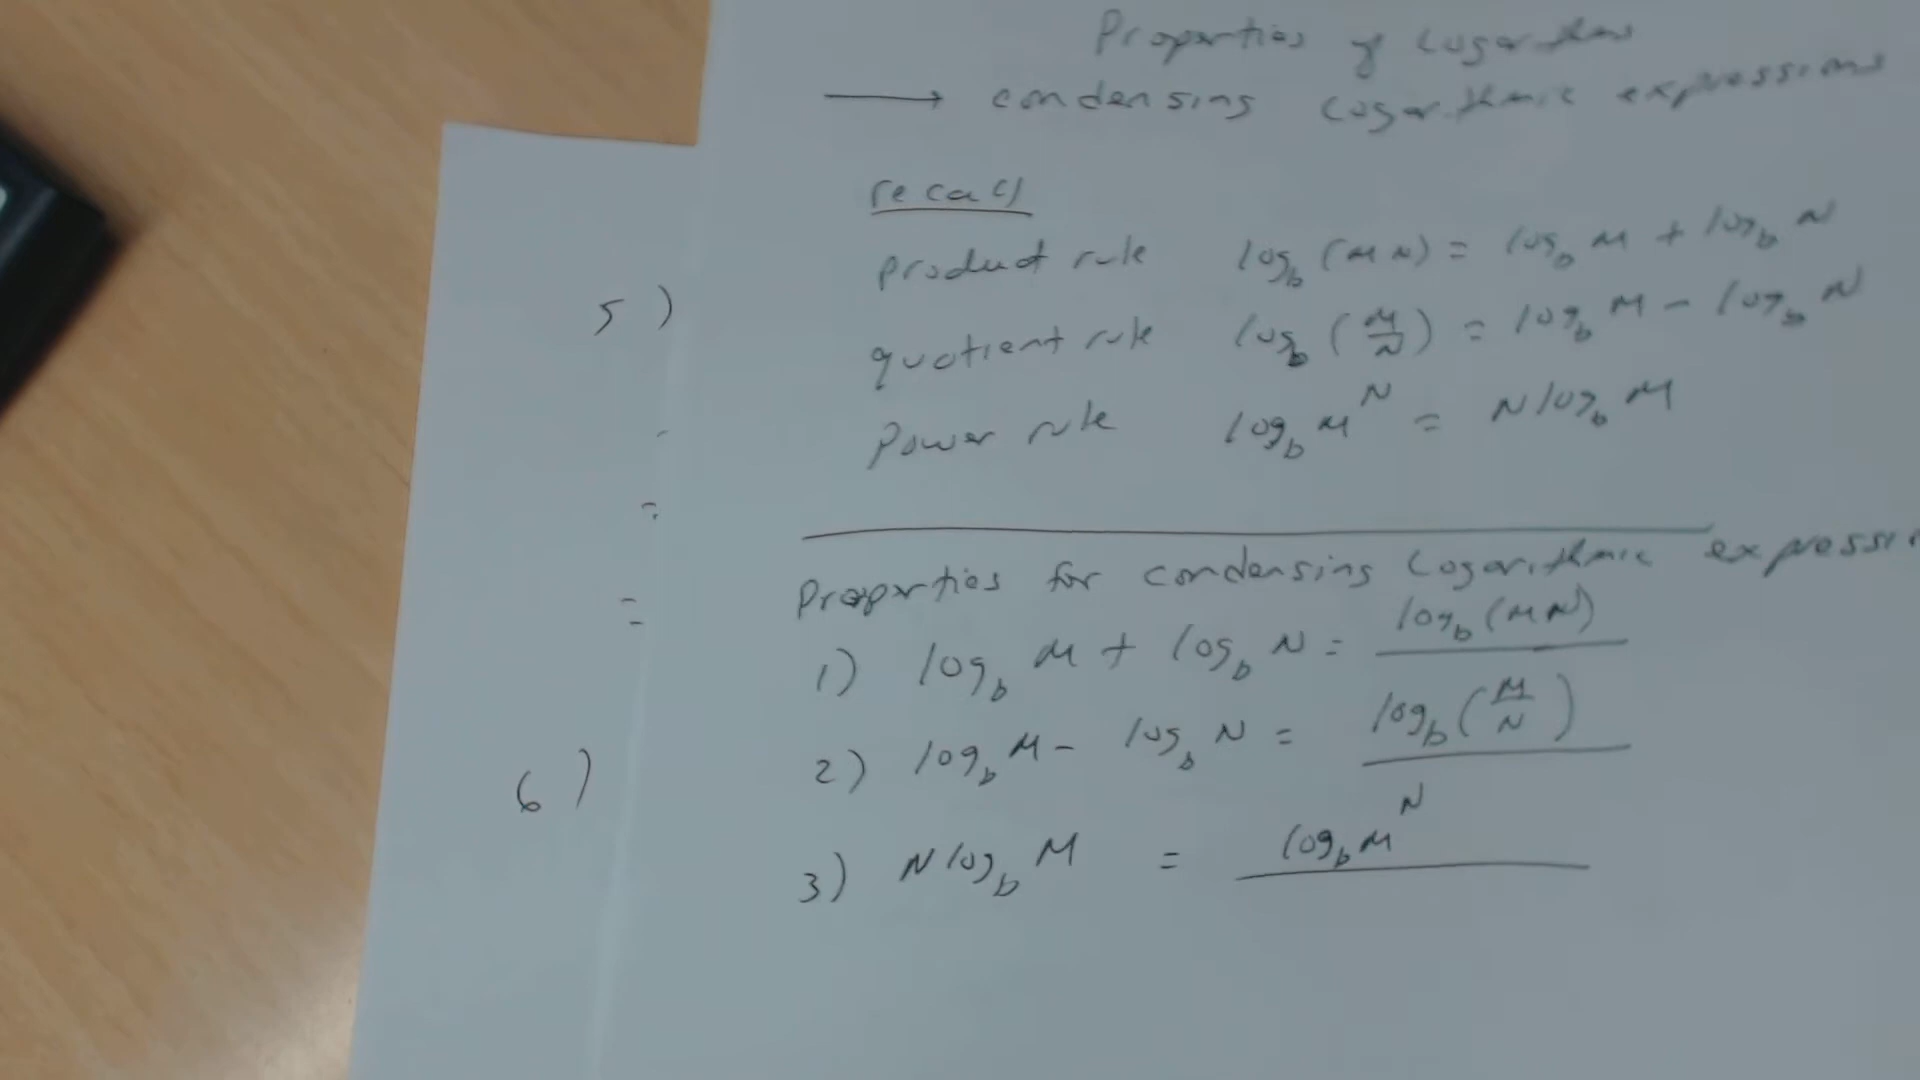 Properties of Logarithms
→ condensing Logarithmic expressions
recall
product rule log_b (MN) = log_b M + log_b N
quotient rule log_b (M/N) = log_b M - log_b N
Power rule log_b M^N = N log_b M
Properties for condensing Logarithmic expressi
1) log_b M + log_b N = log_b (MN)
2) log_b M - log_b N = log_b (M/N)
3) N log_b M = log_b M^N
5)
=
=
6)